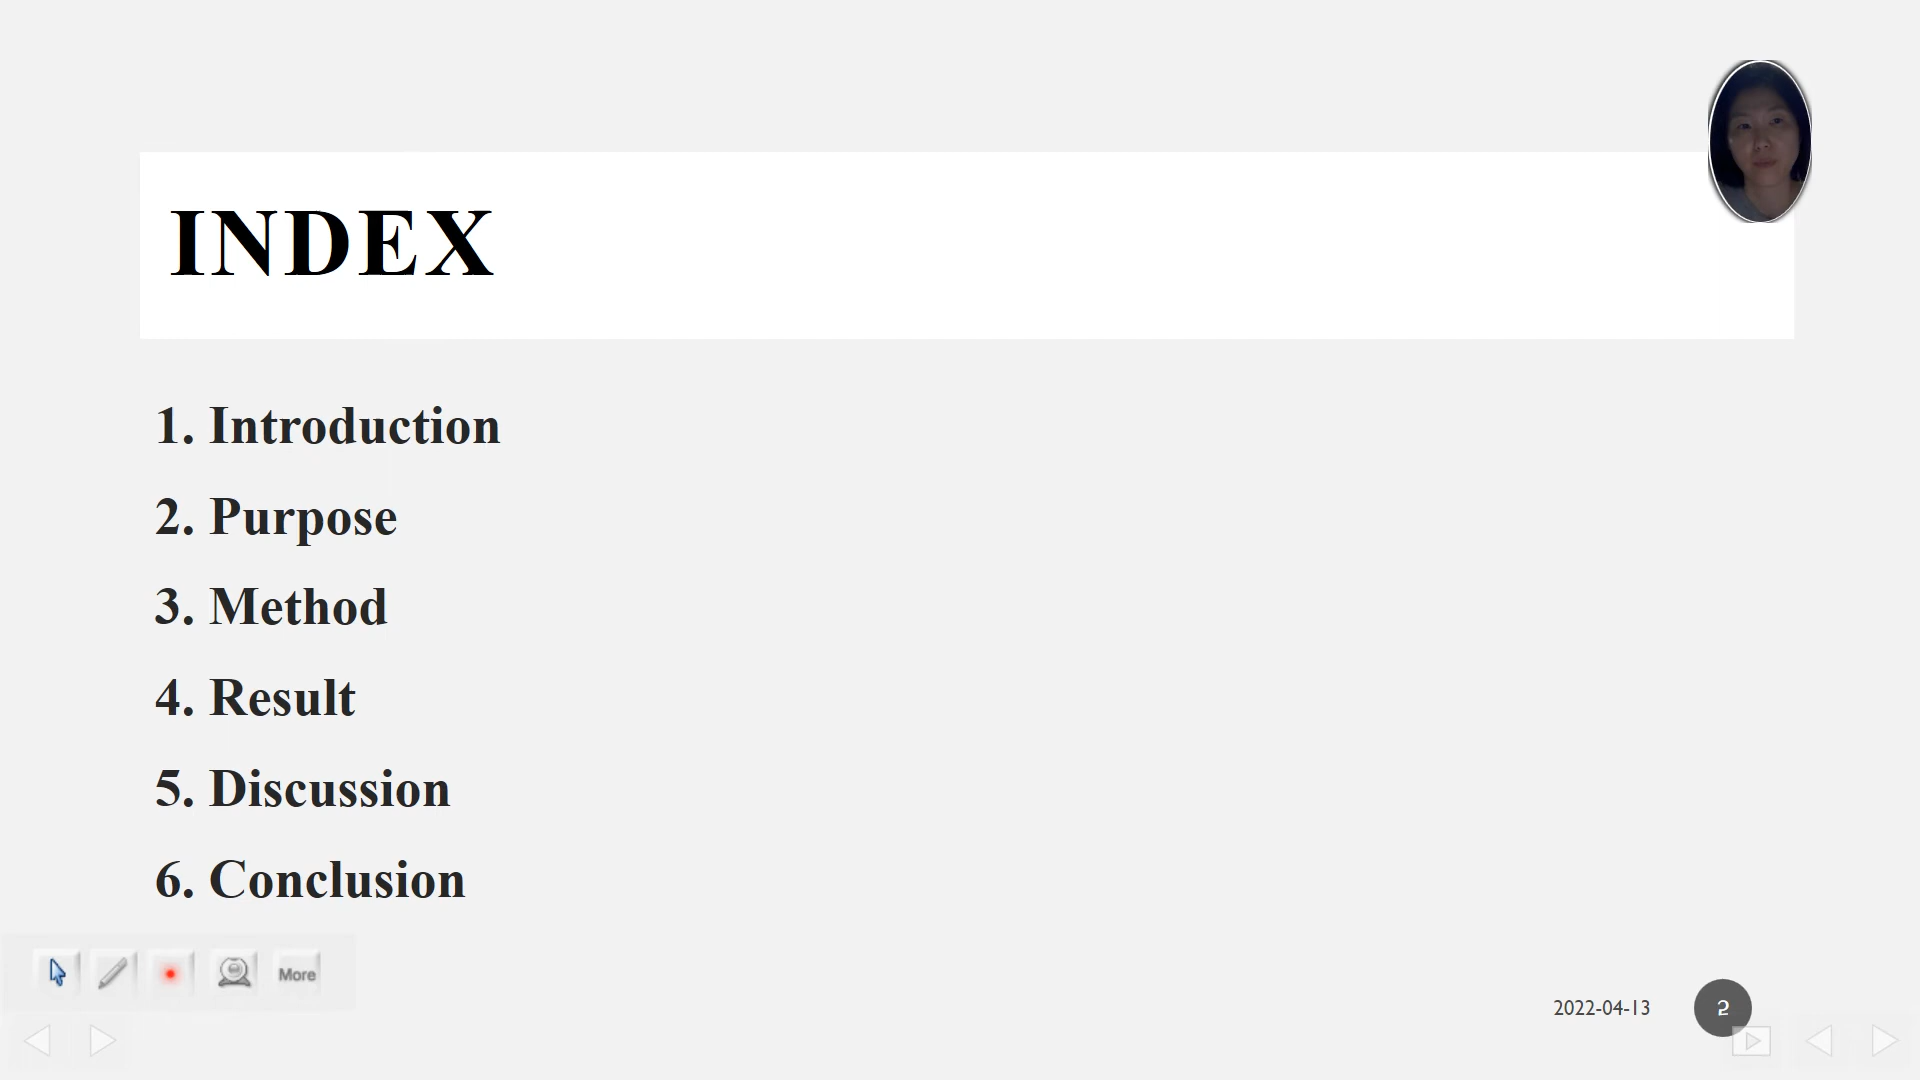 INDEX
1. Introduction
2. Purpose
3. Method
4. Result
5. Discussion
6. Conclusion
More
2022-04-13
2